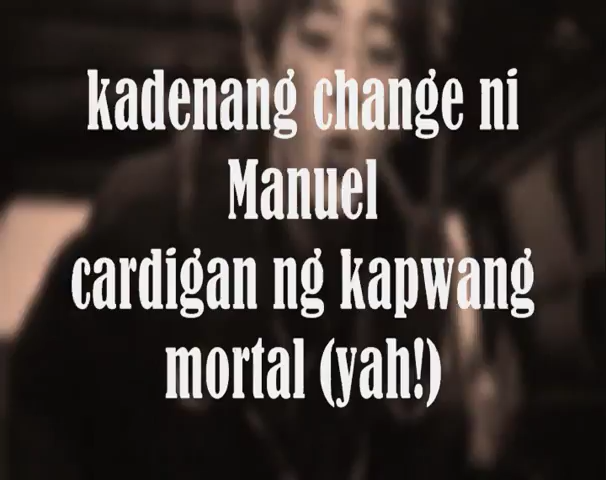 kadenang change ni
Manuel
cardigan ng kapwang
mortal (yah!)